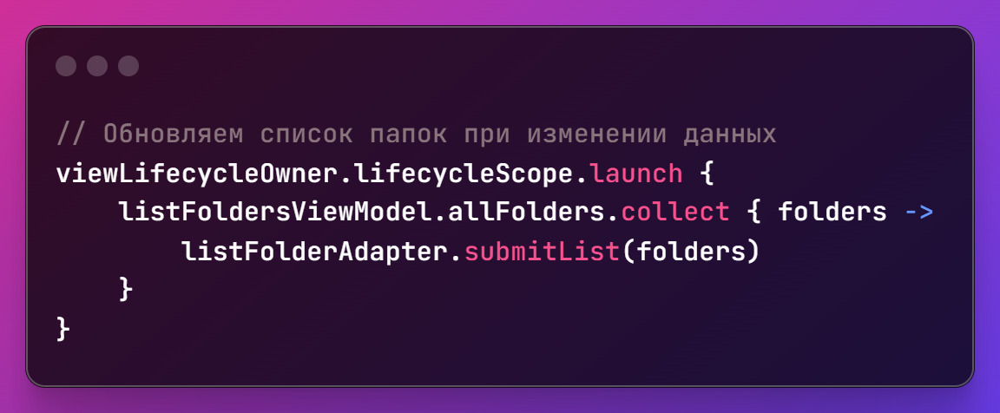 // Обновляем список папок при изменении данных
viewLifecycleOwner.lifecycleScope.launch {
    listFoldersViewModel.allFolders.collect { folders ->
        listFolderAdapter.submitList(folders)
    }
}